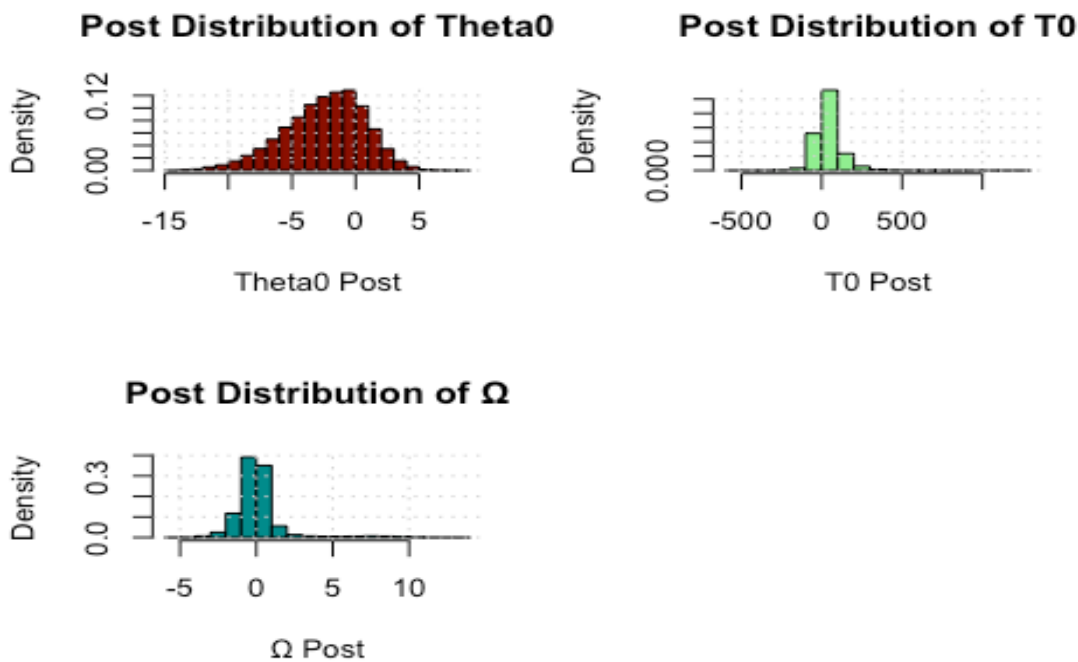 Post Distribution of Theta0
Density
0.00 0.12
-15 -5 0 5
Theta0 Post
Post Distribution of T0
Density
0.000
-500 0 500
T0 Post
Post Distribution of Ω
Density
0.0 0.3
-5 0 5 10
Ω Post